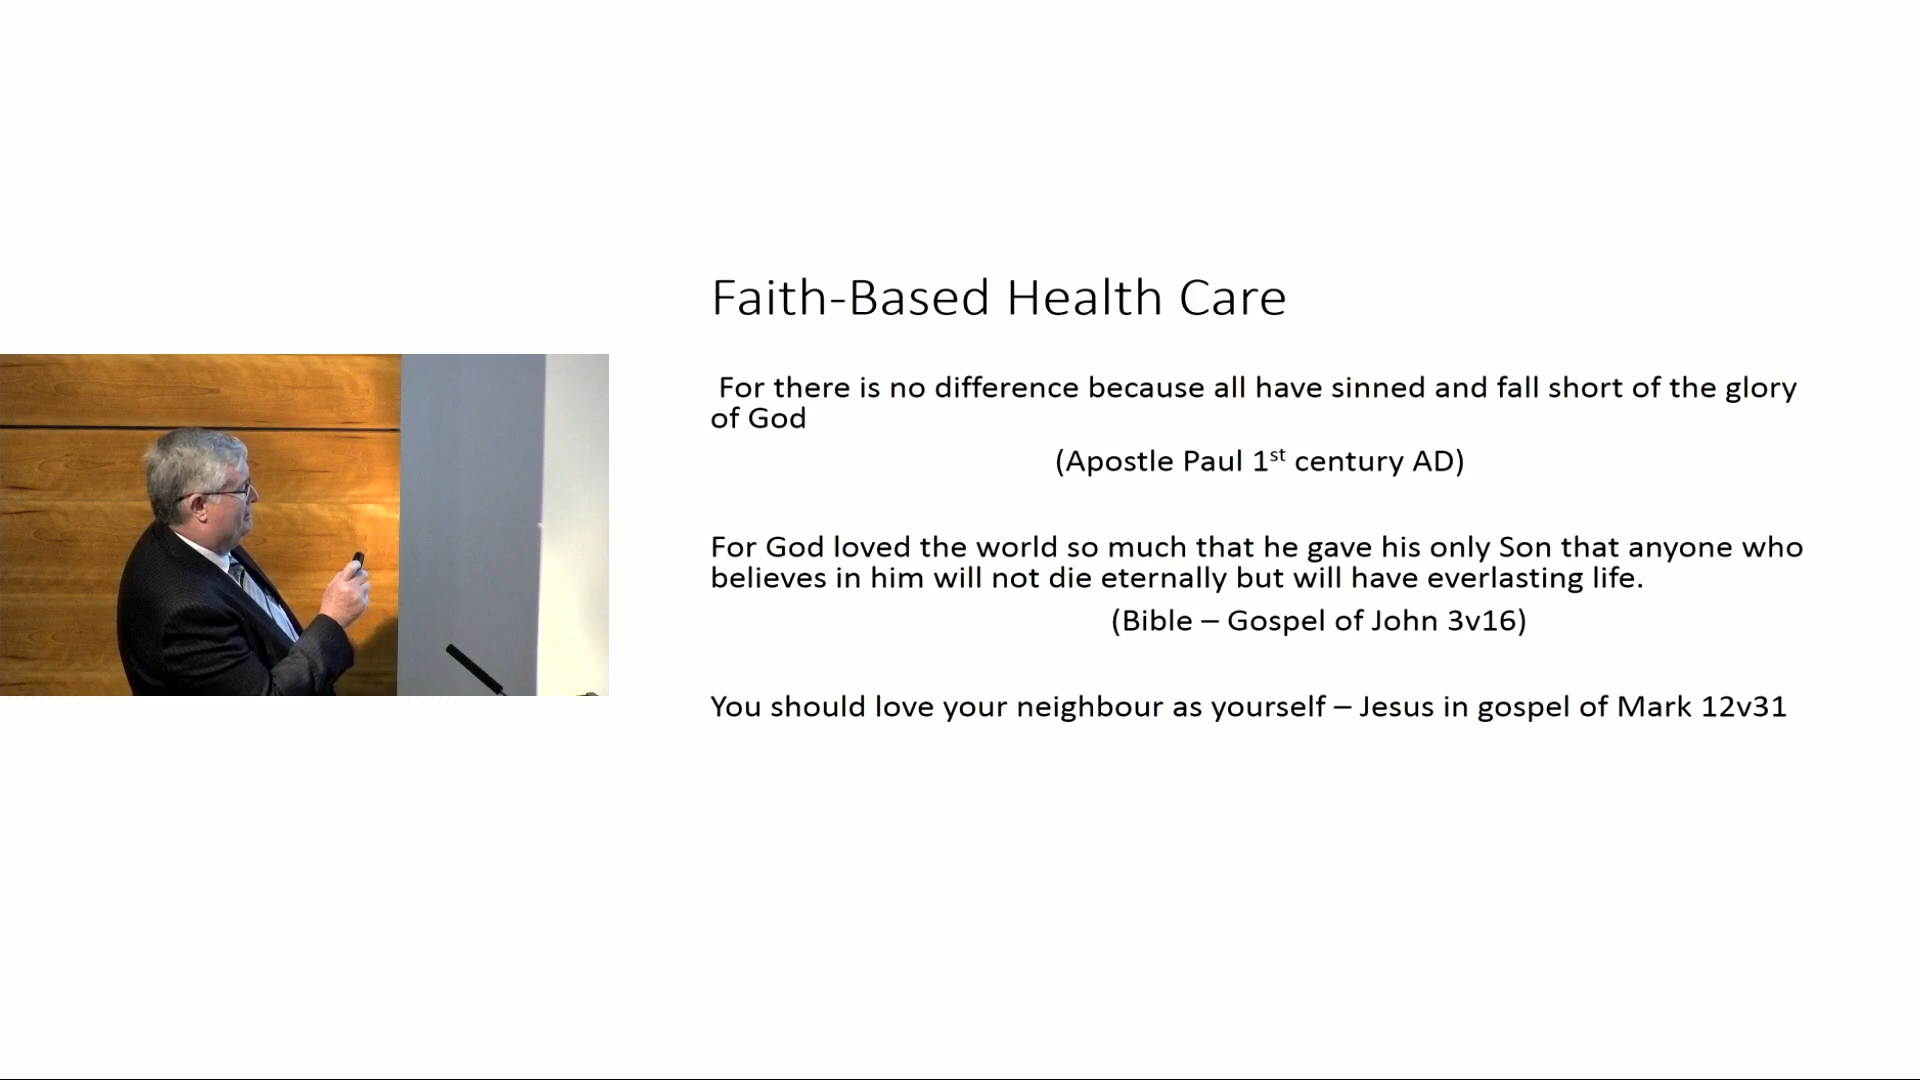 Faith-Based Health Care
For there is no difference because all have sinned and fall short of the glory
of God
(Apostle Paul 1st century AD)
For God loved the world so much that he gave his only Son that anyone who
believes in him will not die eternally but will have everlasting life.
(Bible – Gospel of John 3v16)
You should love your neighbour as yourself – Jesus in gospel of Mark 12v31